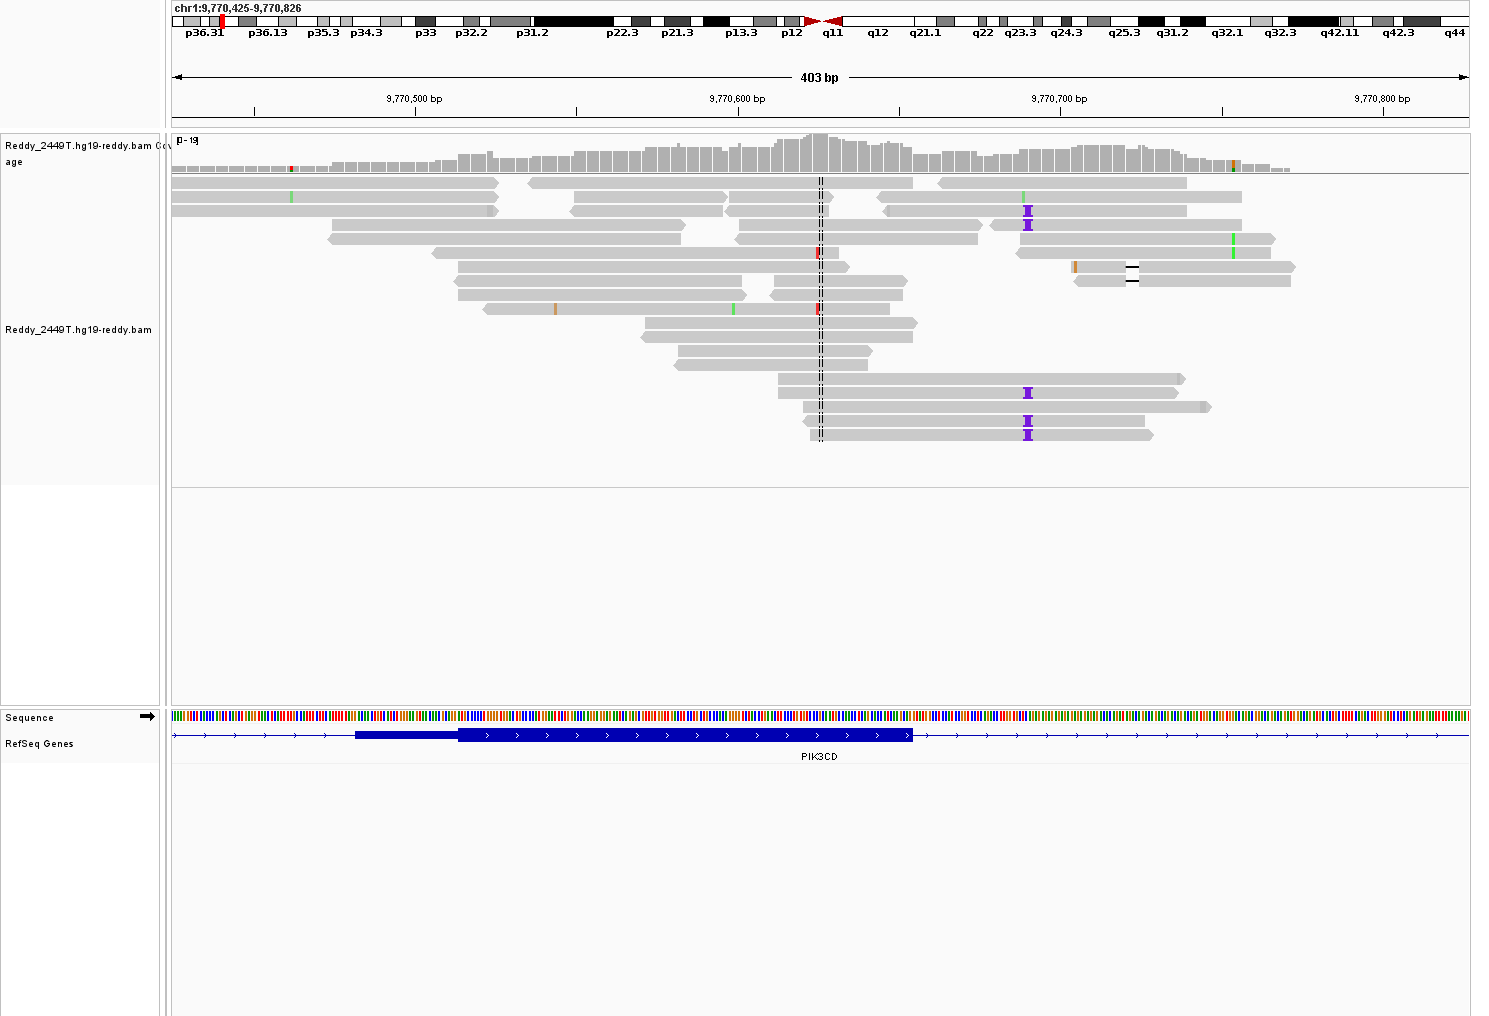 chr1:9,770,425-9,770,826
p36.31 p36.13 p35.3 p34.3 p33 p32.2 p31.2 p22.3 p21.3 p13.3 p12 q11 q12 q21.1 q22 q23.3 q24.3 q25.3 q31.2 q32.1 q32.3 q42.11 q42.3 q44
403 bp
9,770,500 bp 9,770,600 bp 9,770,700 bp 9,770,800 bp
[0 - 19]
Reddy_2449T.hg19-reddy.bam Cov
age
Reddy_2449T.hg19-reddy.bam
Sequence
RefSeq Genes
PIK3CD